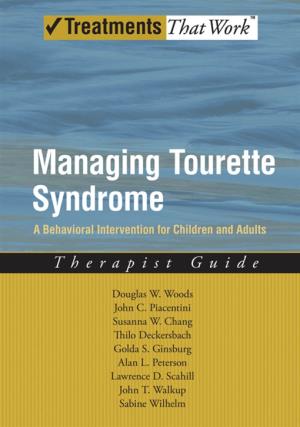 ✓Treatments That Work™
Managing Tourette
Syndrome
A Behavioral Intervention for Children and Adults
Therapist Guide
Douglas W. Woods
John C. Piacentini
Susanna W. Chang
Thilo Deckersbach
Golda S. Ginsburg
Alan L. Peterson
Lawrence D. Scahill
John T. Walkup
Sabine Wilhelm